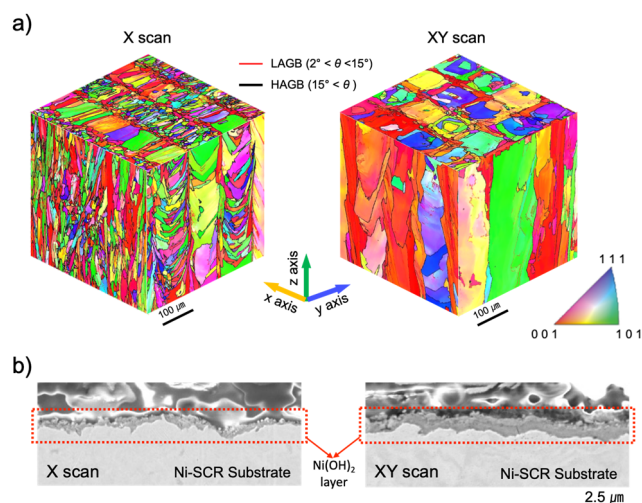 a)
X scan
XY scan
LAGB (2° < θ <15°)
HAGB (15° < θ )
z axis
x axis
y axis
100 ㎛
100 ㎛
1 1 1
0 0 1
1 0 1
b)
X scan
Ni-SCR Substrate
Ni(OH)₂
layer
XY scan
Ni-SCR Substrate
2.5 ㎛